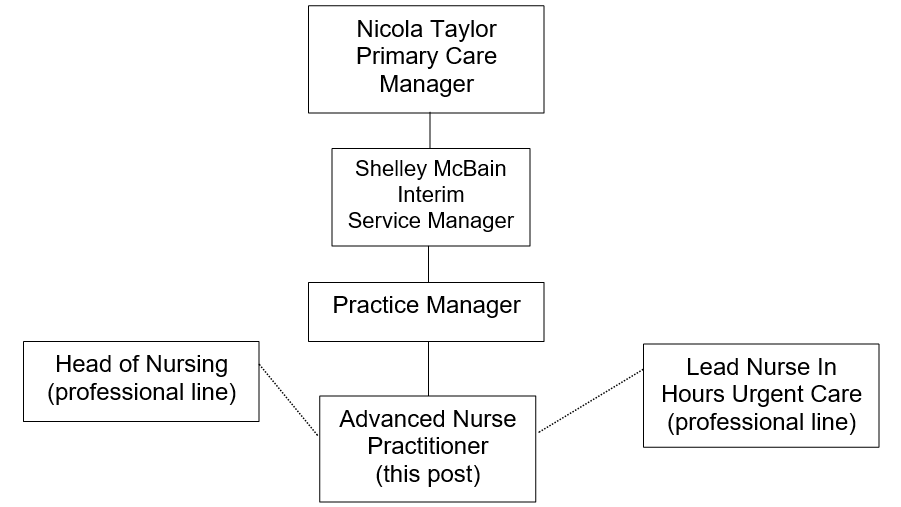 Nicola Taylor
Primary Care
Manager
Shelley McBain
Interim
Service Manager
Practice Manager
Head of Nursing
(professional line)
Lead Nurse In
Hours Urgent Care
(professional line)
Advanced Nurse
Practitioner
(this post)